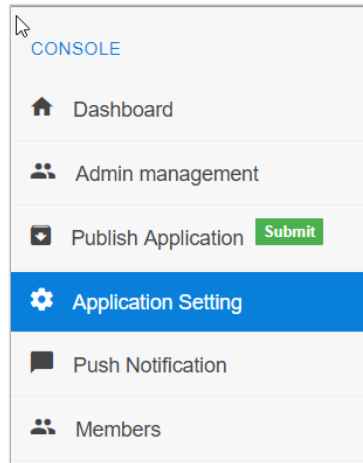 CONSOLE
Dashboard
Admin management
Publish Application Submit
Application Setting
Push Notification
Members